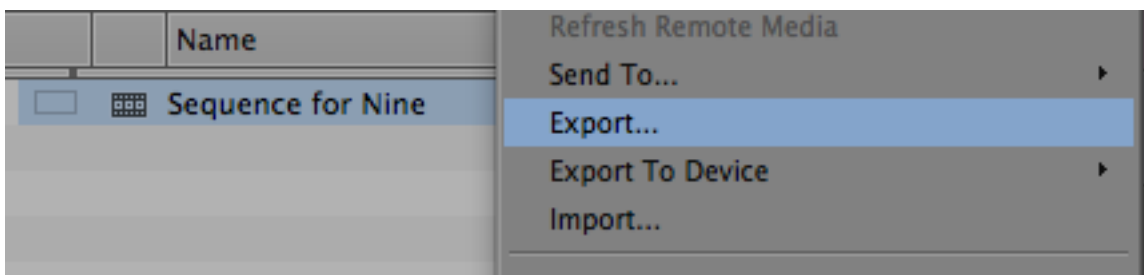 Name
Sequence for Nine
Refresh Remote Media
Send To...
Export...
Export To Device
Import...